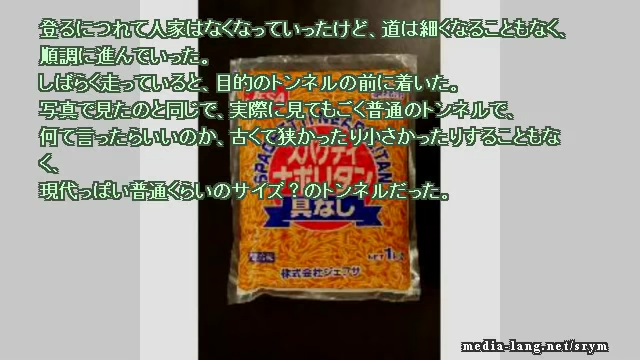 登るにつれて人家はなくなっていったけど、道は細くなることもなく、
順調に進んでいった。
しばらく走っていると、目的のトンネルの前に着いた。
写真で見たのと同じで、実際に見てもごく普通のトンネルで、
何て言ったらいいのか、古くて狭かったり小さかったりすることもな
く、
現代っぽい普通くらいのサイズ？のトンネルだった。
スパゲティ
ナポリタン
具なし
NET1kg
株式会社ジェフサ
media-lang.net/srym